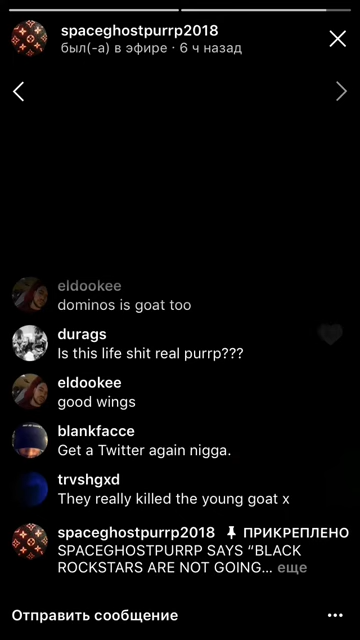 spaceghostpurrp2018
был(-а) в эфире · 6 ч назад
eldookee
dominos is goat too
durags
Is this life shit real purrp???
eldookee
good wings
blankfacce
Get a Twitter again nigga.
trvshgxd
They really killed the young goat x
spaceghostpurrp2018 ПРИКРЕПЛЕНО
SPACEGHOSTPURRP SAYS “BLACK
ROCKSTARS ARE NOT GOING... еще
Отправить сообщение